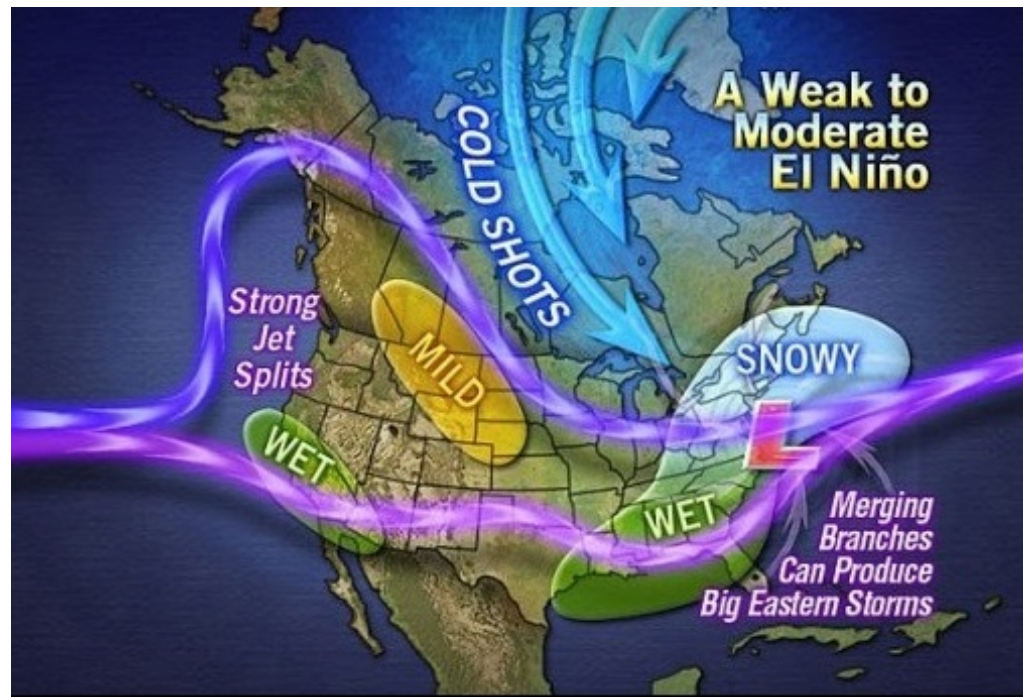 A Weak to
Moderate
El Niño
COLD SHOTS
Strong
Jet
Splits
MILD
SNOWY
WET
L
WET
Merging
Branches
Can Produce
Big Eastern Storms